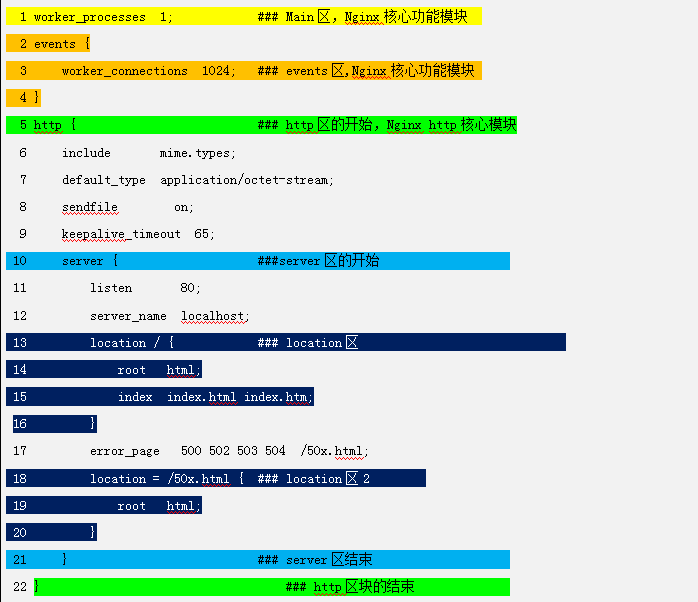 1 worker_processes 1; ### Main区，Nginx核心功能模块
2 events {
3 worker_connections 1024; ### events区,Nginx核心功能模块
4 }
5 http { ### http区的开始，Nginx http核心模块
6 include mime.types;
7 default_type application/octet-stream;
8 sendfile on;
9 keepalive_timeout 65;
10 server { ###server区的开始
11 listen 80;
12 server_name localhost;
13 location / { ### location区
14 root html;
15 index index.html index.htm;
16 }
17 error_page 500 502 503 504 /50x.html;
18 location = /50x.html { ### location区2
19 root html;
20 }
21 } ### server区结束
22 } ### http区块的结束